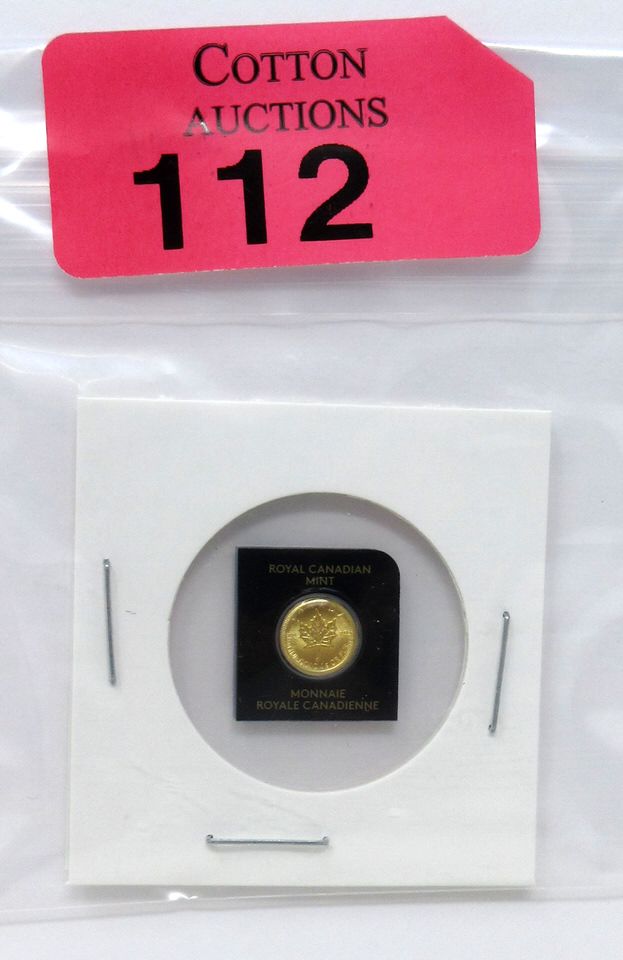 COTTON
AUCTIONS
112
ROYAL CANADIAN
MINT
MONNAIE
ROYALE CANADIENNE